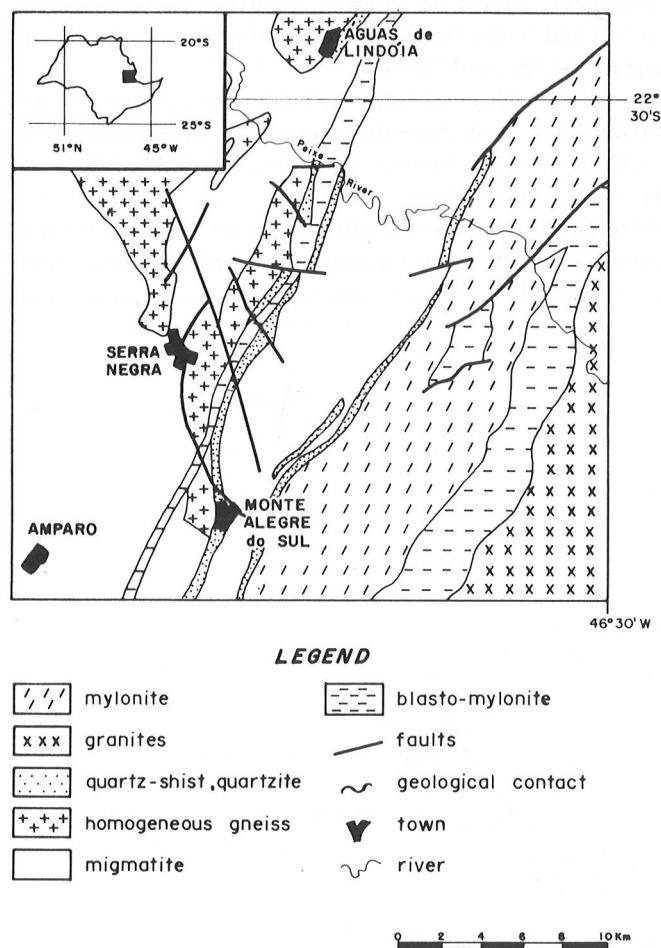 20°S
25°S
51°N
45°W
ÁGUAS de
LINDÓIA
22°
30'S
Peixe
River
SERRA
NEGRA
MONTE
ALEGRE
do SUL
AMPARO
46°30'W
LEGEND
mylonite
blasto-mylonite
x x x granites
faults
quartz-shist, quartzite
geological contact
homogeneous gneiss
town
migmatite
river
0 2 4 6 8 10 Km